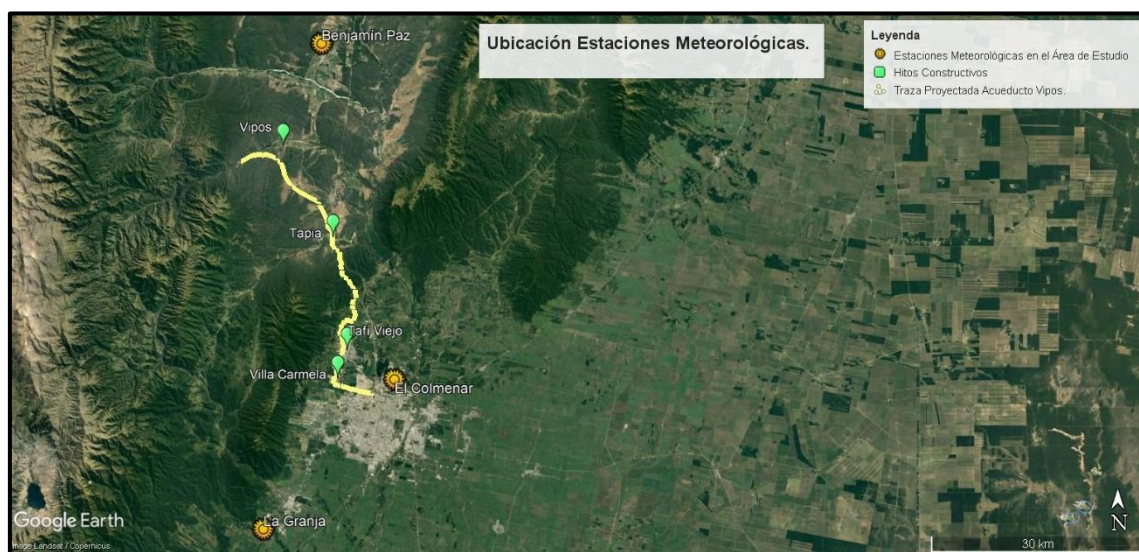 Benjamín Paz
Ubicación Estaciones Meteorológicas.
Leyenda
Estaciones Meteorológicas en el Área de Estudio
Hitos Constructivos
Traza Proyectada Acueducto Vipos.
Vipos
Tapia
Tafi Viejo
Villa Carmela
El Colmenar
La Granja
Google Earth
Image Landsat / Copernicus
N
30 km